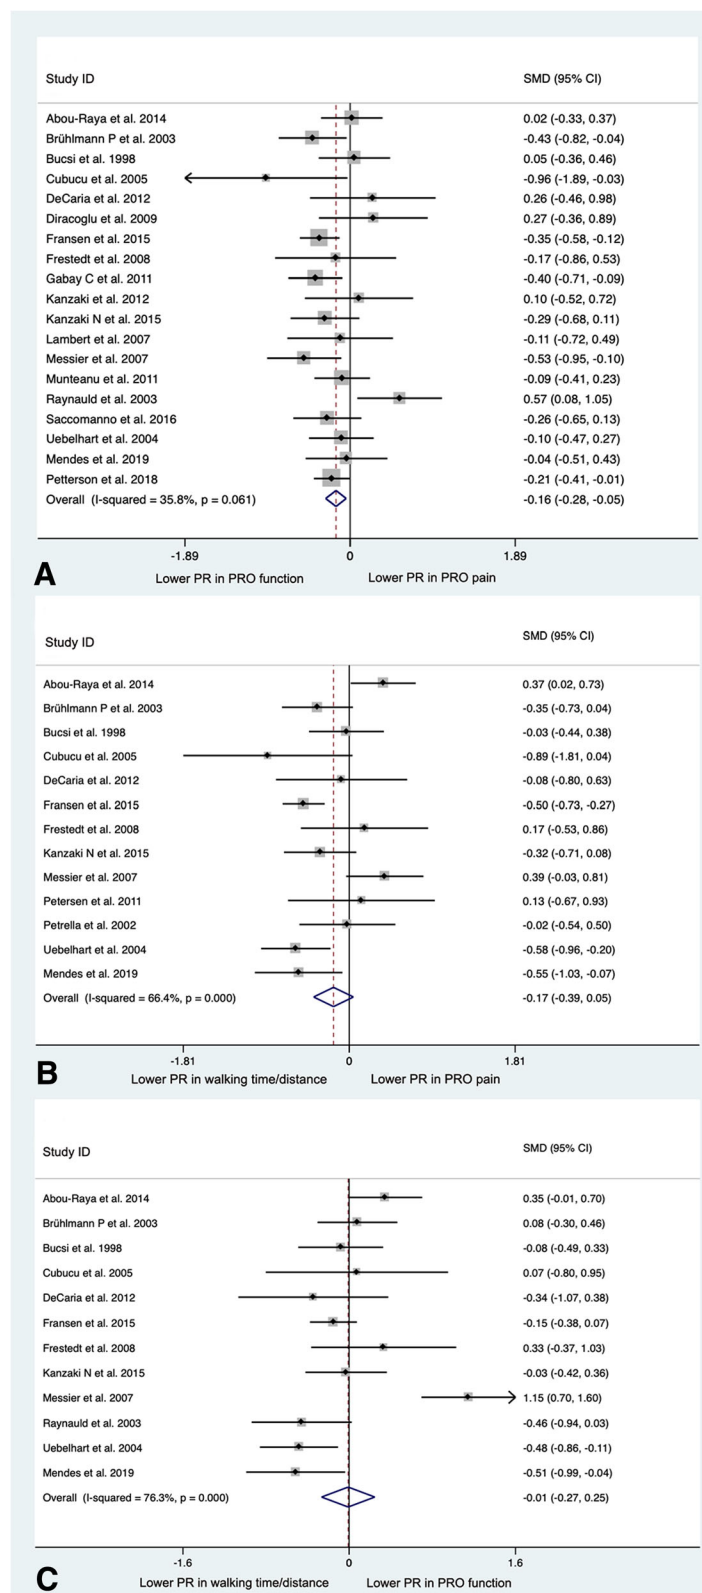 Study ID SMD (95% CI)
Abou-Raya et al. 2014 0.02 (-0.33, 0.37)
Brühlmann P et al. 2003 -0.43 (-0.82, -0.04)
Bucsi et al. 1998 0.05 (-0.36, 0.46)
Cubucu et al. 2005 -0.96 (-1.89, -0.03)
DeCaria et al. 2012 0.26 (-0.46, 0.98)
Diracoglu et al. 2009 0.27 (-0.36, 0.89)
Fransen et al. 2015 -0.35 (-0.58, -0.12)
Frestedt et al. 2008 -0.17 (-0.86, 0.53)
Gabay C et al. 2011 -0.40 (-0.71, -0.09)
Kanzaki et al. 2012 0.10 (-0.52, 0.72)
Kanzaki N et al. 2015 -0.29 (-0.68, 0.11)
Lambert et al. 2007 -0.11 (-0.72, 0.49)
Messier et al. 2007 -0.53 (-0.95, -0.10)
Munteanu et al. 2011 -0.09 (-0.41, 0.23)
Raynauld et al. 2003 0.57 (0.08, 1.05)
Saccomanno et al. 2016 -0.26 (-0.65, 0.13)
Uebelhart et al. 2004 -0.10 (-0.47, 0.27)
Mendes et al. 2019 -0.04 (-0.51, 0.43)
Petterson et al. 2018 -0.21 (-0.41, -0.01)
Overall (I-squared = 35.8%, p = 0.061) -0.16 (-0.28, -0.05)
-1.89 0 1.89
A Lower PR in PRO function Lower PR in PRO pain
Study ID SMD (95% CI)
Abou-Raya et al. 2014 0.37 (0.02, 0.73)
Brühlmann P et al. 2003 -0.35 (-0.73, 0.04)
Bucsi et al. 1998 -0.03 (-0.44, 0.38)
Cubucu et al. 2005 -0.89 (-1.81, 0.04)
DeCaria et al. 2012 -0.08 (-0.80, 0.63)
Fransen et al. 2015 -0.50 (-0.73, -0.27)
Frestedt et al. 2008 0.17 (-0.53, 0.86)
Kanzaki N et al. 2015 -0.32 (-0.71, 0.08)
Messier et al. 2007 0.39 (-0.03, 0.81)
Petersen et al. 2011 0.13 (-0.67, 0.93)
Petrella et al. 2002 -0.02 (-0.54, 0.50)
Uebelhart et al. 2004 -0.58 (-0.96, -0.20)
Mendes et al. 2019 -0.55 (-1.03, -0.07)
Overall (I-squared = 66.4%, p = 0.000) -0.17 (-0.39, 0.05)
-1.81 0 1.81
B Lower PR in walking time/distance Lower PR in PRO pain
Study ID SMD (95% CI)
Abou-Raya et al. 2014 0.35 (-0.01, 0.70)
Brühlmann P et al. 2003 0.08 (-0.30, 0.46)
Bucsi et al. 1998 -0.08 (-0.49, 0.33)
Cubucu et al. 2005 0.07 (-0.80, 0.95)
DeCaria et al. 2012 -0.34 (-1.07, 0.38)
Fransen et al. 2015 -0.15 (-0.38, 0.07)
Frestedt et al. 2008 0.33 (-0.37, 1.03)
Kanzaki N et al. 2015 -0.03 (-0.42, 0.36)
Messier et al. 2007 1.15 (0.70, 1.60)
Raynauld et al. 2003 -0.46 (-0.94, 0.03)
Uebelhart et al. 2004 -0.48 (-0.86, -0.11)
Mendes et al. 2019 -0.51 (-0.99, -0.04)
Overall (I-squared = 76.3%, p = 0.000) -0.01 (-0.27, 0.25)
-1.6 0 1.6
C Lower PR in walking time/distance Lower PR in PRO function